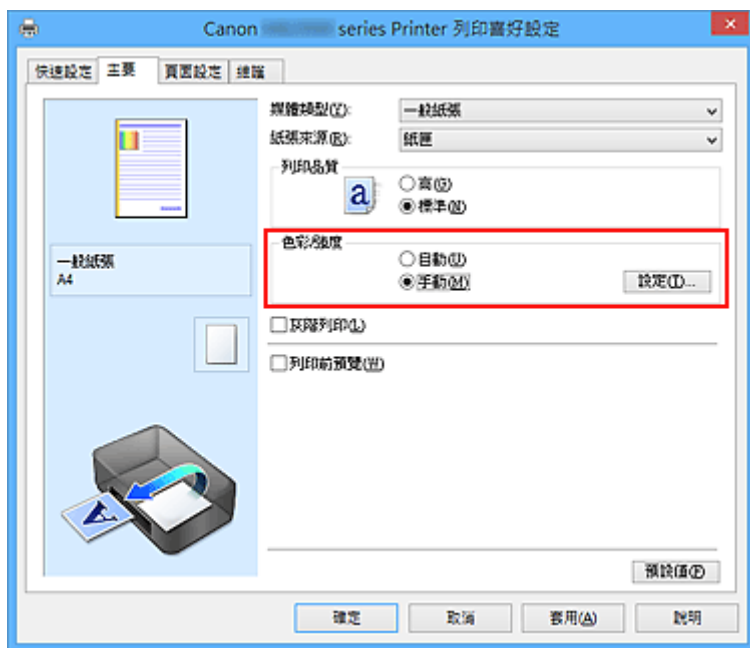 Canon series Printer 列印喜好設定
快速設定 主要 頁面設定 維護
媒體類型(Y): 一般紙張
紙張來源(R): 紙匣
列印品質
a
高(G)
標準(N)
色彩/強度
自動(U)
手動(M) 設定(T)...
一般紙張
A4
灰階列印(L)
列印前預覽(W)
A
預設值(F)
確定 取消 套用(A) 說明